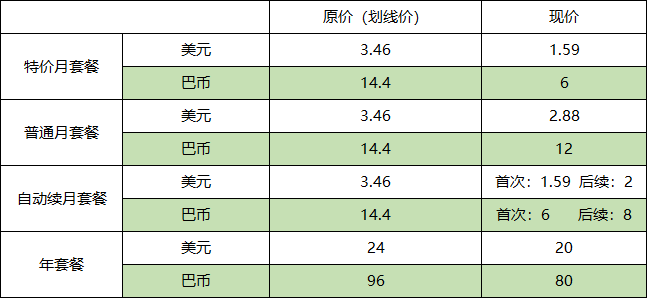 原价（划线价） 现价
特价月套餐 美元 3.46 1.59
巴币 14.4 6
普通月套餐 美元 3.46 2.88
巴币 14.4 12
自动续月套餐 美元 3.46 首次：1.59 后续：2
巴币 14.4 首次：6 后续：8
年套餐 美元 24 20
巴币 96 80